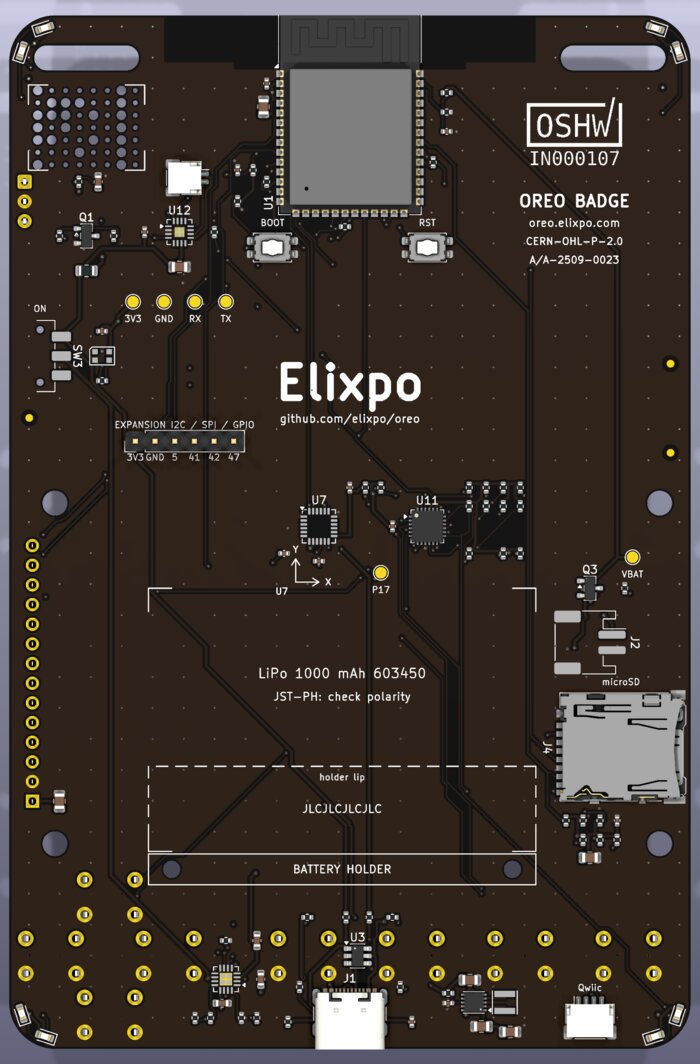 OSHW
IN000107
OREO BADGE
oreo.elixpo.com
CERN-OHL-P-2.0
A/A-2509-0023
U1
BOOT
RST
U12
Q1
3V3 GND RX TX
ON
SW3
Elixpo
github.com/elixpo/oreo
EXPANSION I2C / SPI / GPIO
3V3 GND 5 41 42 47
U7
U11
Y
X
U7
P17
Q3
VBAT
J2
microSD
J4
LiPo 1000 mAh 603450
JST-PH: check polarity
holder lip
JLCJLCJLCJLC
BATTERY HOLDER
U3
J1
Qwiic